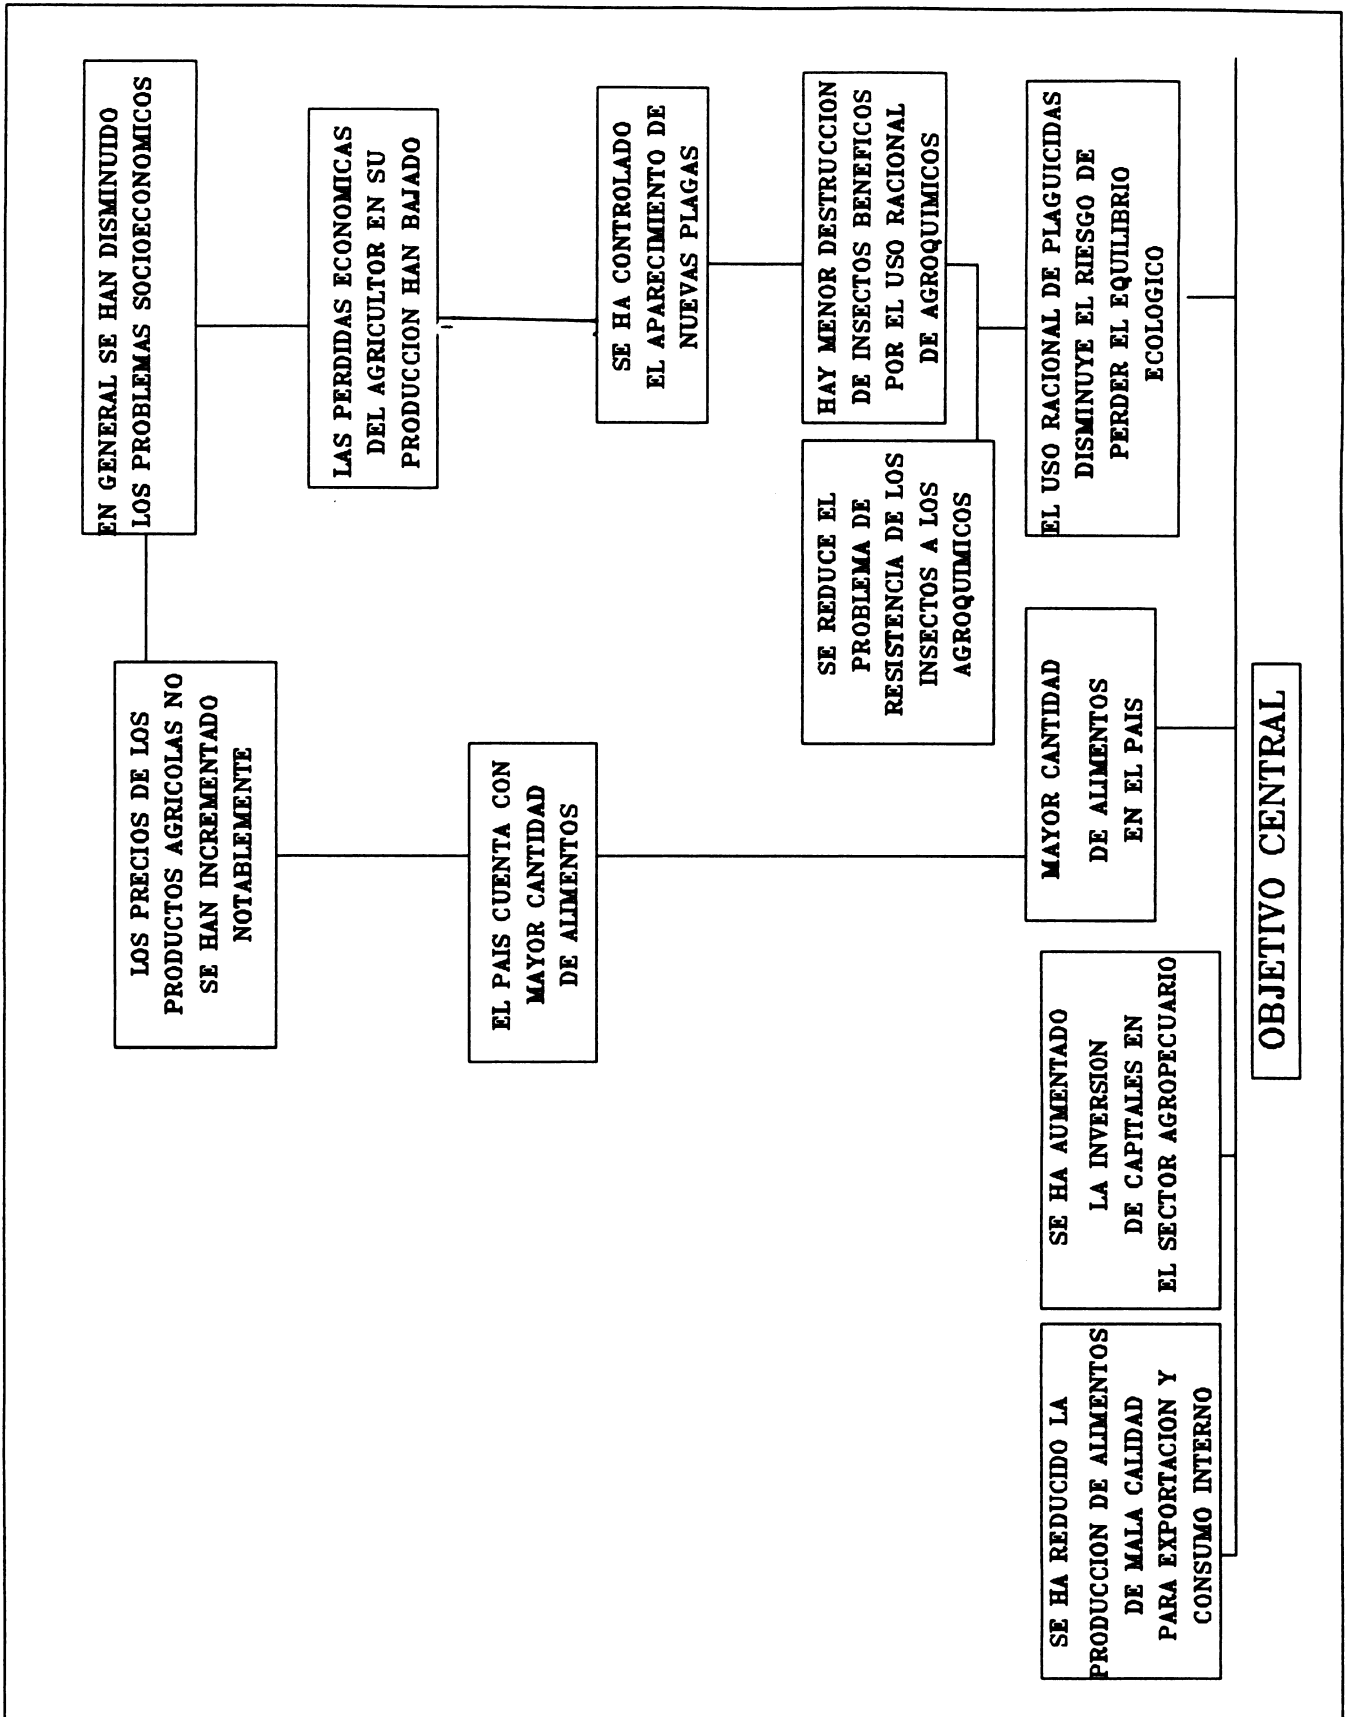 EN GENERAL SE HAN DISMINUIDO
LOS PROBLEMAS SOCIOECONOMICOS
LOS PRECIOS DE LOS
PRODUCTOS AGRICOLAS NO
SE HAN INCREMENTADO
NOTABLEMENTE
LAS PERDIDAS ECONOMICAS
DEL AGRICULTOR EN SU
PRODUCCION HAN BAJADO
EL PAIS CUENTA CON
MAYOR CANTIDAD
DE ALIMENTOS
SE HA CONTROLADO
EL APARECIMIENTO DE
NUEVAS PLAGAS
SE REDUCE EL
PROBLEMA DE
RESISTENCIA DE LOS
INSECTOS A LOS
AGROQUIMICOS
HAY MENOR DESTRUCCION
DE INSECTOS BENEFICOS
POR EL USO RACIONAL
DE AGROQUIMICOS
SE HA REDUCIDO LA
PRODUCCION DE ALIMENTOS
DE MALA CALIDAD
PARA EXPORTACION Y
CONSUMO INTERNO
SE HA AUMENTADO
LA INVERSION
DE CAPITALES EN
EL SECTOR AGROPECUARIO
MAYOR CANTIDAD
DE ALIMENTOS
EN EL PAIS
EL USO RACIONAL DE PLAGUICIDAS
DISMINUYE EL RIESGO DE
PERDER EL EQUILIBRIO
ECOLOGICO
OBJETIVO CENTRAL